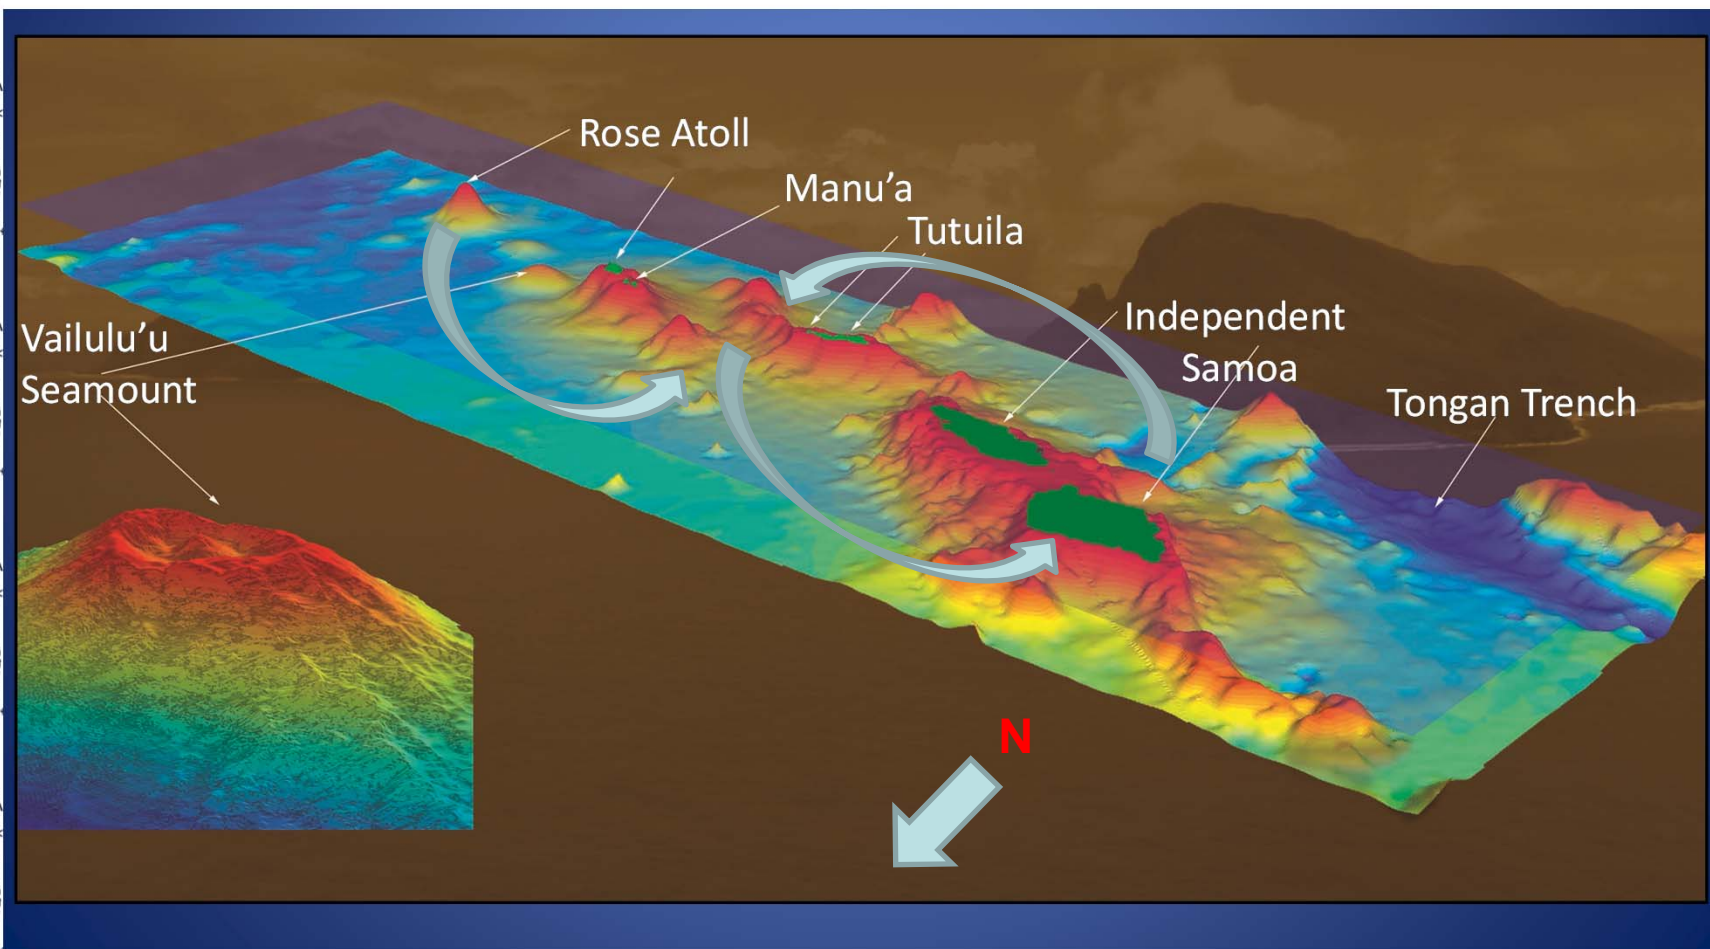 Rose Atoll
Manu’a
Tutuila
Independent
Samoa
Tongan Trench
Vailulu’u
Seamount
N